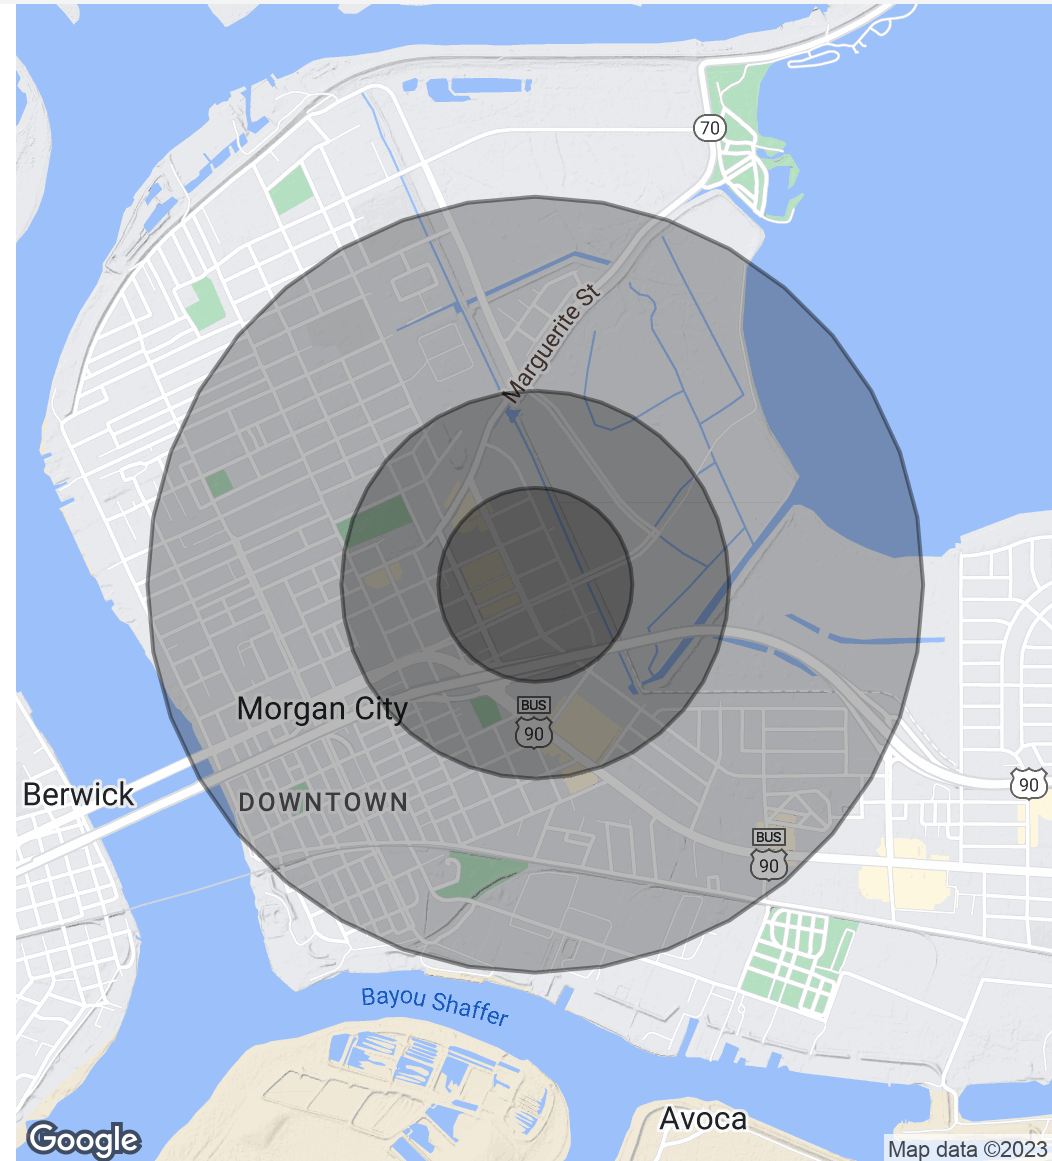 70
Marguerite St
Morgan City
BUS
90
Berwick
DOWNTOWN
90
BUS
90
Bayou Shaffer
Avoca
Google
Map data ©2023